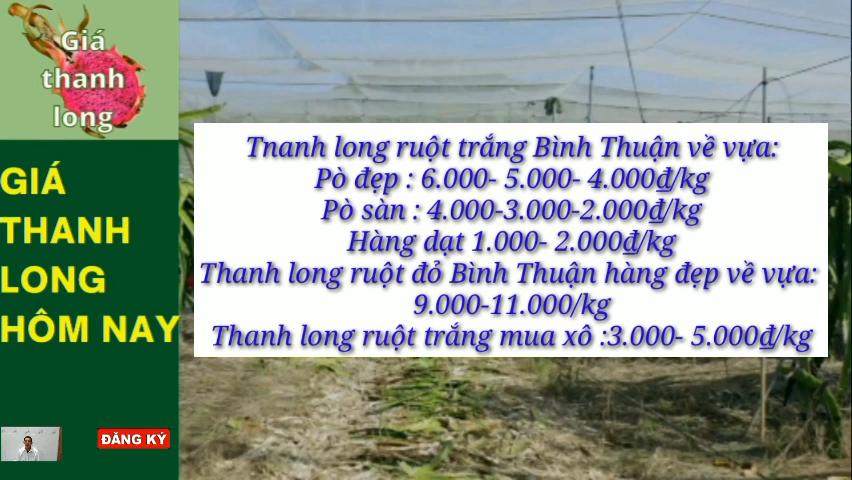 Giá
thanh
long
GIÁ
THANH
LONG
HÔM NAY
ĐĂNG KÝ
Tnanh long ruột trắng Bình Thuận về vựa:
Pò đẹp : 6.000- 5.000- 4.000₫/kg
Pò sàn : 4.000-3.000-2.000₫/kg
Hàng dạt 1.000- 2.000₫/kg
Thanh long ruột đỏ Bình Thuận hàng đẹp về vựa:
9.000-11.000/kg
Thanh long ruột trắng mua xô :3.000- 5.000₫/kg